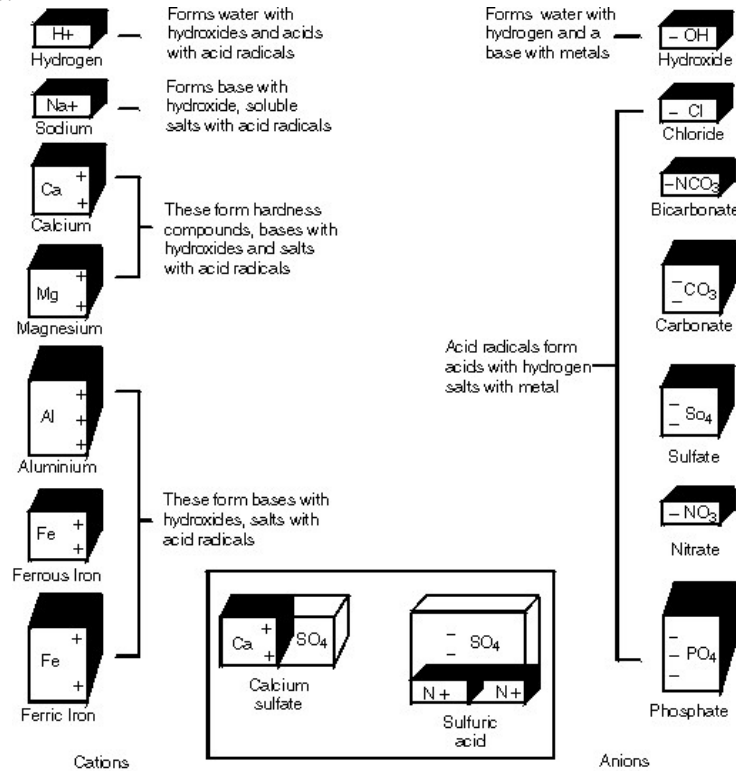 H+
Hydrogen
Forms water with
hydroxides and acids
with acid radicals
Na+
Sodium
Forms base with
hydroxide, soluble
salts with acid radicals
Ca + +
Calcium
Mg + +
Magnesium
These form hardness
compounds, bases with
hydroxides and salts
with acid radicals
Al + + +
Aluminium
Fe + +
Ferrous Iron
Fe + +
Ferric Iron
These form bases with
hydroxides, salts with
acid radicals
Cations
Ca + + SO4
Calcium
sulfate
– – SO4
N + N +
Sulfuric
acid
Forms water with
hydrogen and a
base with metals
– OH
Hydroxide
– Cl
Chloride
–NCO3
Bicarbonate
– – CO3
Carbonate
Acid radicals form
acids with hydrogen
salts with metal
– – So4
Sulfate
– NO3
Nitrate
– – – PO4
Phosphate
Anions